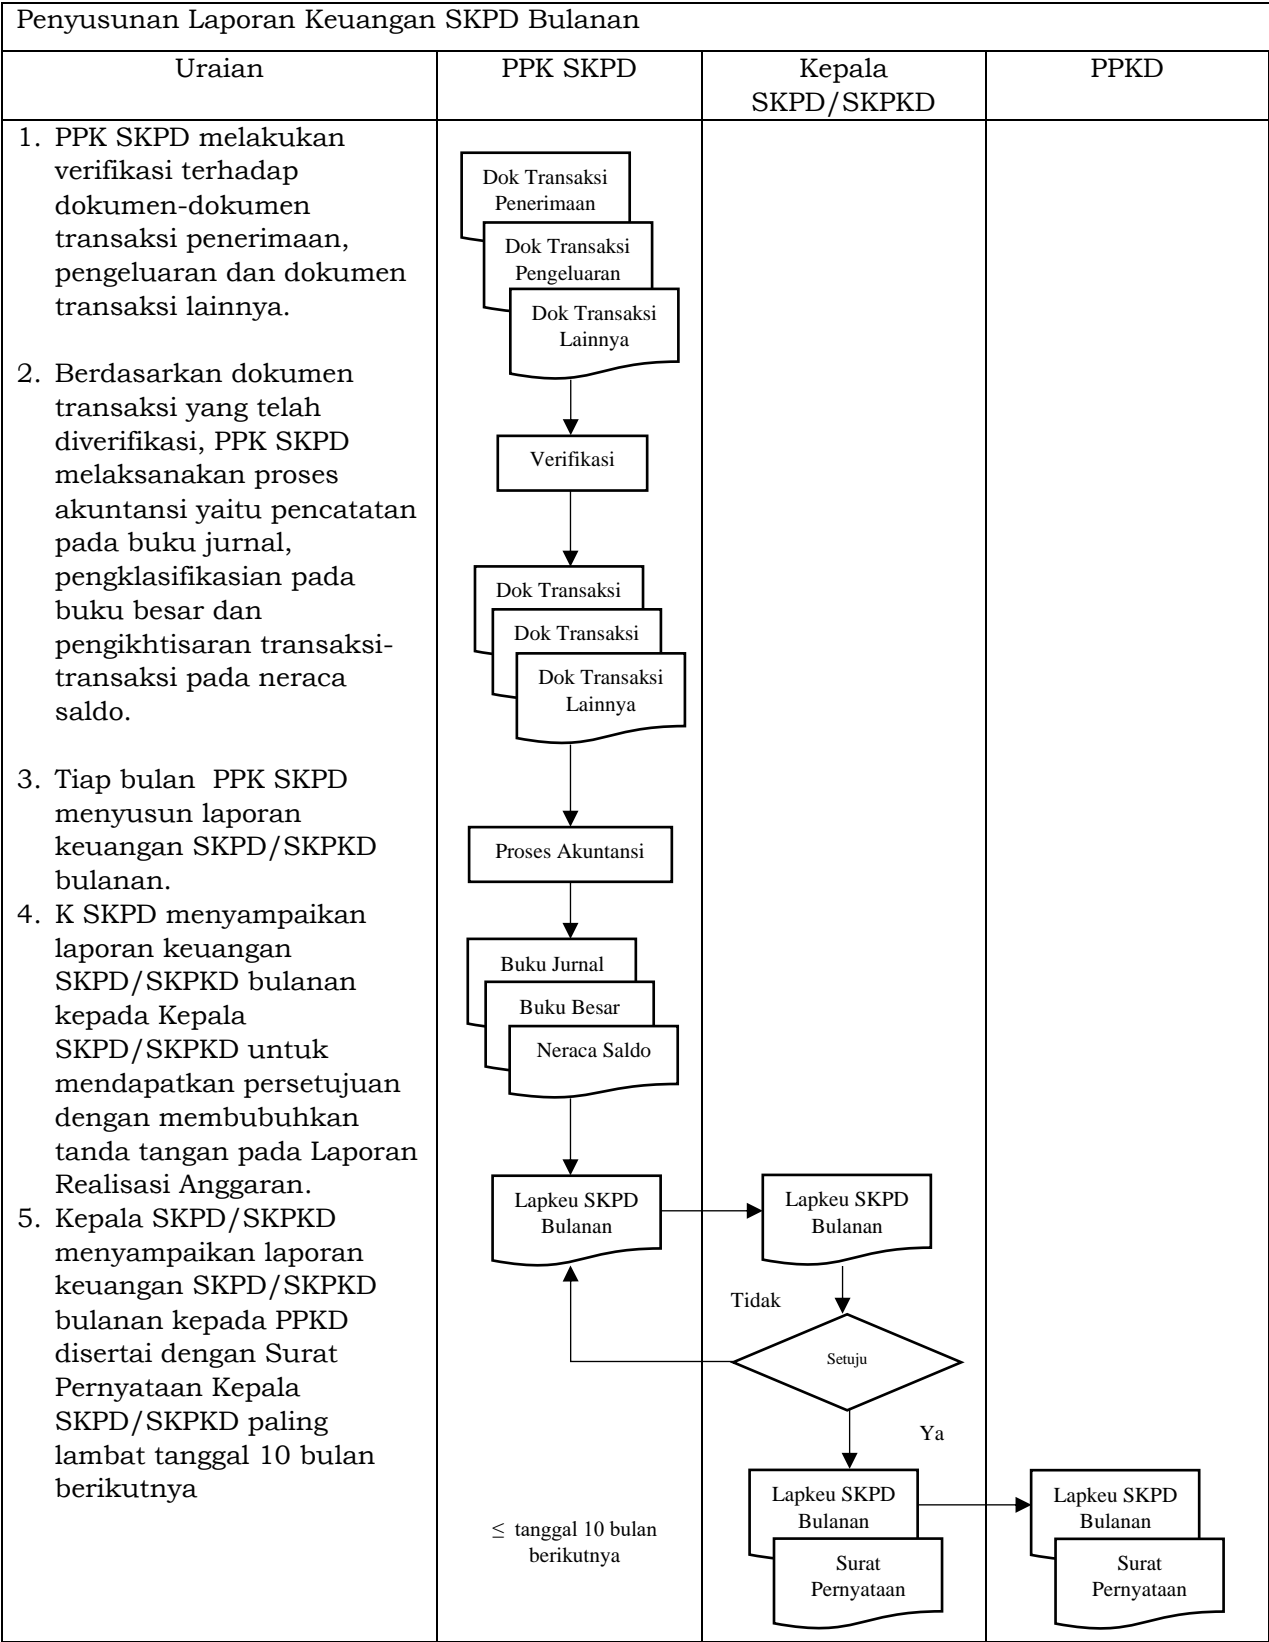 Penyusunan Laporan Keuangan SKPD Bulanan
Uraian
PPK SKPD
Kepala
SKPD/SKPKD
PPKD
1. PPK SKPD melakukan
verifikasi terhadap
dokumen-dokumen
transaksi penerimaan,
pengeluaran dan dokumen
transaksi lainnya.
2. Berdasarkan dokumen
transaksi yang telah
diverifikasi, PPK SKPD
melaksanakan proses
akuntansi yaitu pencatatan
pada buku jurnal,
pengklasifikasian pada
buku besar dan
pengikhtisaran transaksi-
transaksi pada neraca
saldo.
3. Tiap bulan PPK SKPD
menyusun laporan
keuangan SKPD/SKPKD
bulanan.
4. K SKPD menyampaikan
laporan keuangan
SKPD/SKPKD bulanan
kepada Kepala
SKPD/SKPKD untuk
mendapatkan persetujuan
dengan membubuhkan
tanda tangan pada Laporan
Realisasi Anggaran.
5. Kepala SKPD/SKPKD
menyampaikan laporan
keuangan SKPD/SKPKD
bulanan kepada PPKD
disertai dengan Surat
Pernyataan Kepala
SKPD/SKPKD paling
lambat tanggal 10 bulan
berikutnya
Dok Transaksi
Penerimaan
Dok Transaksi
Pengeluaran
Dok Transaksi
Lainnya
Verifikasi
Dok Transaksi
Dok Transaksi
Dok Transaksi
Lainnya
Proses Akuntansi
Buku Jurnal
Buku Besar
Neraca Saldo
Lapkeu SKPD
Bulanan
≤ tanggal 10 bulan
berikutnya
Lapkeu SKPD
Bulanan
Tidak
Setuju
Ya
Lapkeu SKPD
Bulanan
Surat
Pernyataan
Lapkeu SKPD
Bulanan
Surat
Pernyataan